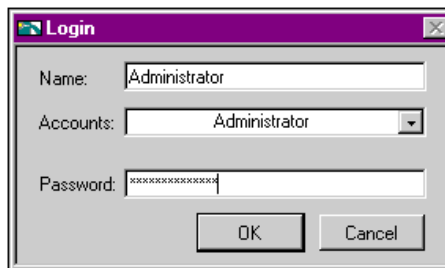 Login
Name: Administrator
Accounts: Administrator
Password: **************
OK Cancel